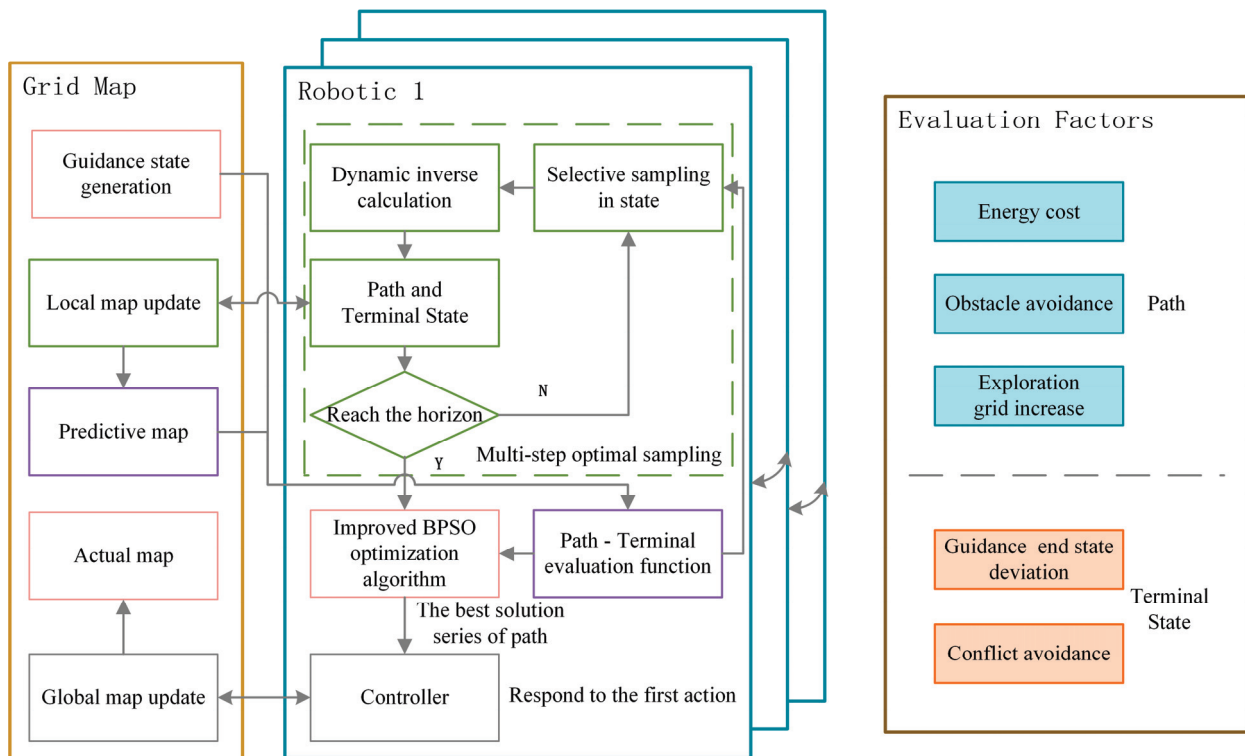 Grid Map
Guidance state
generation
Local map update
Predictive map
Actual map
Global map update
Robotic 1
Dynamic inverse
calculation
Selective sampling
in state
Path and
Terminal State
Reach the horizon
N
Y
Multi-step optimal sampling
Improved BPSO
optimization
algorithm
Path - Terminal
evaluation function
The best solution
series of path
Controller
Respond to the first action
Evaluation Factors
Energy cost
Obstacle avoidance
Path
Exploration
grid increase
Guidance end state
deviation
Terminal
State
Conflict avoidance